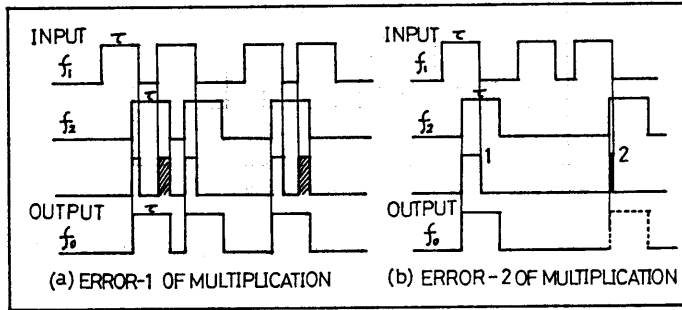 INPUT τ
f₁
τ
f₂
OUTPUT τ
f₀
(a) ERROR-1 OF MULTIPLICATION
INPUT τ
f₁
τ
f₂
1 2
OUTPUT
f₀
(b) ERROR-2 OF MULTIPLICATION